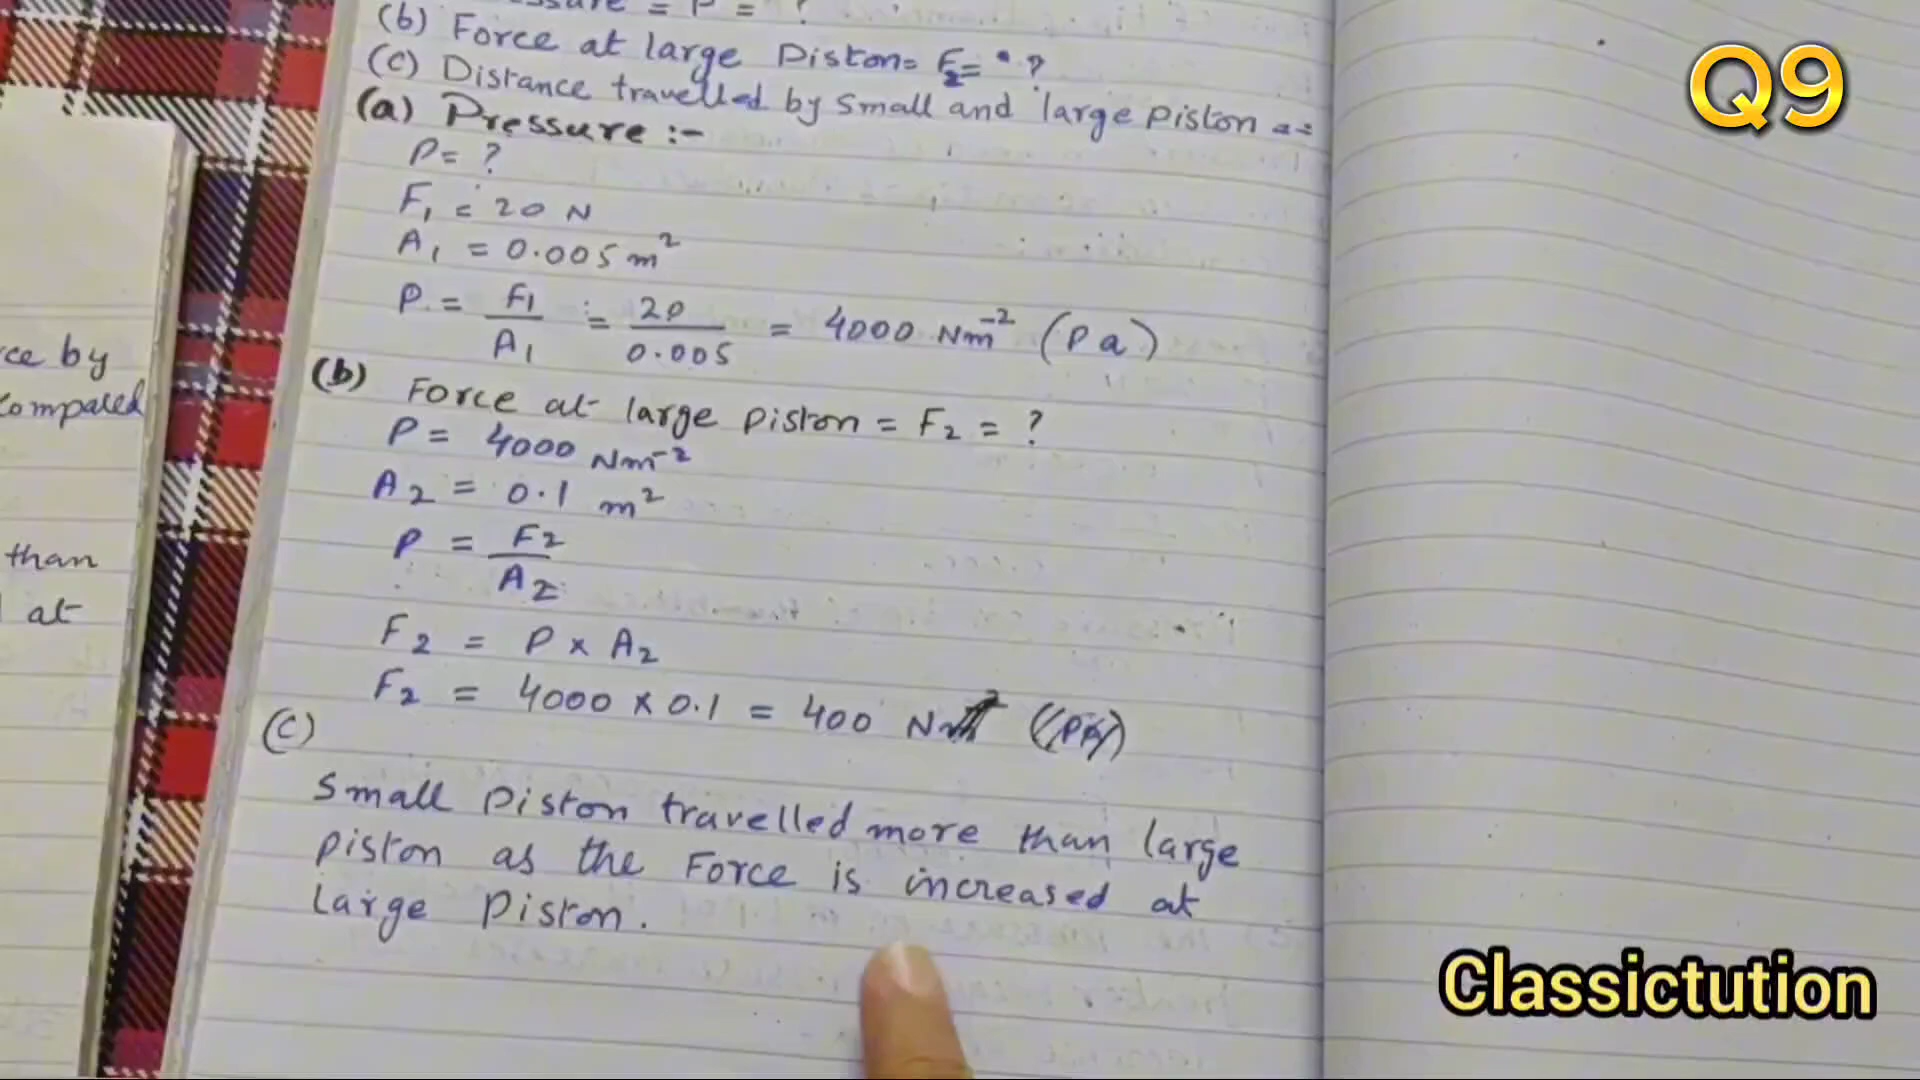 = P = ?
(b) Force at large Piston= F2= ?
(c) Distance travelled by small and large piston =
(a) Pressure :-
P= ?
F1 = 20 N
A1 = 0.005 m²
P = F1/A1 = 20/0.005 = 4000 Nm⁻² (Pa)
(b) Force at large piston = F2 = ?
P = 4000 Nm⁻²
A2 = 0.1 m²
P = F2/A2
F2 = P x A2
F2 = 4000 x 0.1 = 400 N
(C)
Small Piston travelled more than large
piston as the Force is increased at
large Piston.
by
compared
than
at
Q9
Classictution